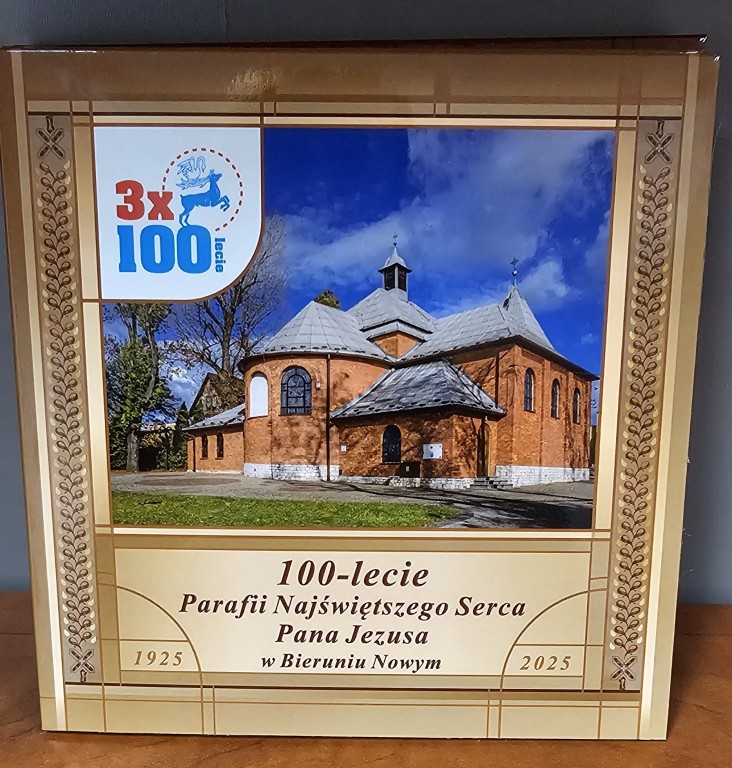 3x
100
lecie
100-lecie
Parafii Najświętszego Serca
Pana Jezusa
w Bieruniu Nowym
1925
2025